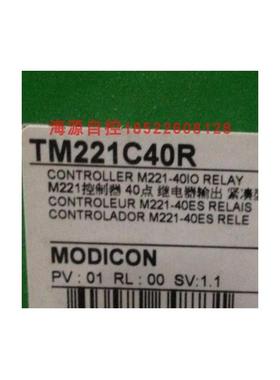 海源自控18522808128
TM221C40R
CONTROLLER M221-40IO RELAY
M221控制器 40点 继电器输出 紧凑型
CONTROLEUR M221-40ES RELAIS
CONTROLADOR M221-40ES RELE
MODICON
PV : 01 RL : 00 SV:1.1